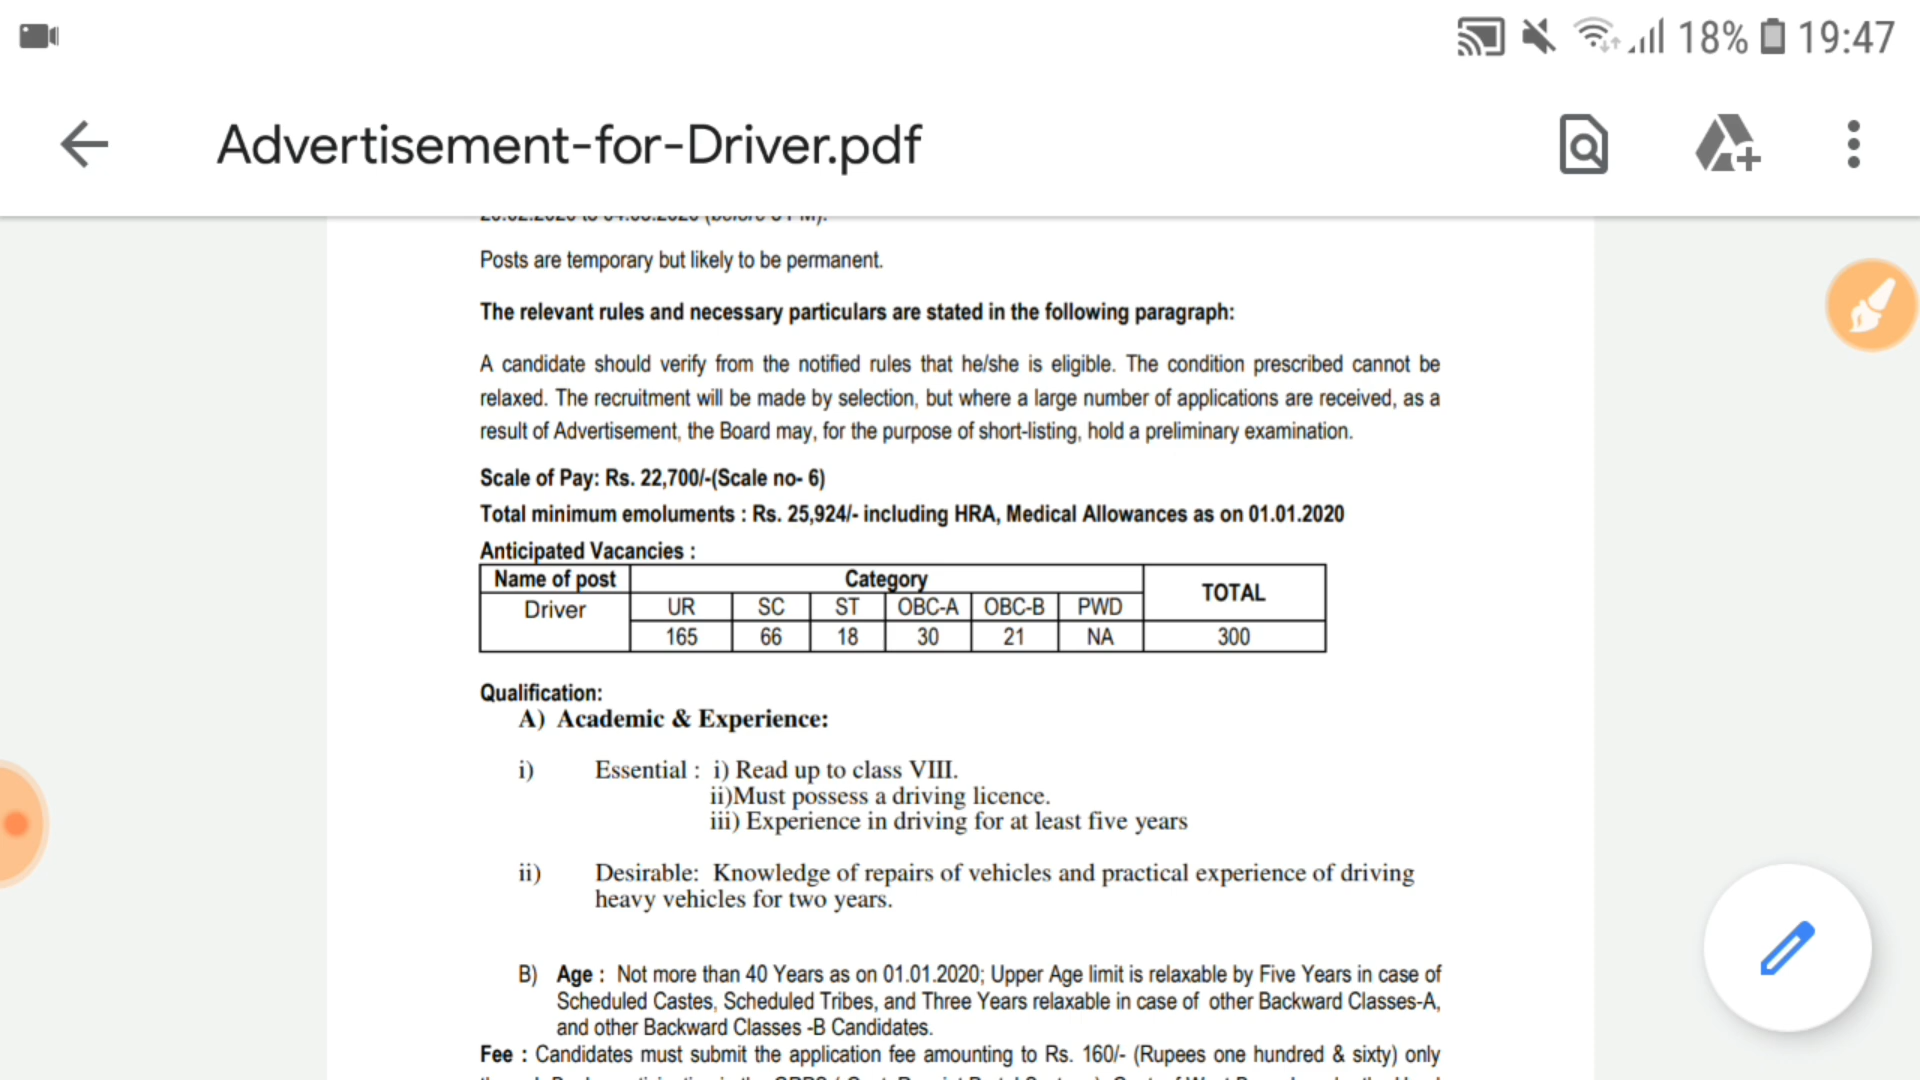 18% 19:47
Advertisement-for-Driver.pdf
Posts are temporary but likely to be permanent.
The relevant rules and necessary particulars are stated in the following paragraph:
A candidate should verify from the notified rules that he/she is eligible. The condition prescribed cannot be
relaxed. The recruitment will be made by selection, but where a large number of applications are received, as a
result of Advertisement, the Board may, for the purpose of short-listing, hold a preliminary examination.
Scale of Pay: Rs. 22,700/-(Scale no- 6)
Total minimum emoluments : Rs. 25,924/- including HRA, Medical Allowances as on 01.01.2020
Anticipated Vacancies :
Name of post Category TOTAL
Driver UR SC ST OBC-A OBC-B PWD
165 66 18 30 21 NA 300
Qualification:
A) Academic & Experience:
i) Essential : i) Read up to class VIII.
ii)Must possess a driving licence.
iii) Experience in driving for at least five years
ii) Desirable: Knowledge of repairs of vehicles and practical experience of driving
heavy vehicles for two years.
B) Age : Not more than 40 Years as on 01.01.2020; Upper Age limit is relaxable by Five Years in case of
Scheduled Castes, Scheduled Tribes, and Three Years relaxable in case of other Backward Classes-A,
and other Backward Classes -B Candidates.
Fee : Candidates must submit the application fee amounting to Rs. 160/- (Rupees one hundred & sixty) only